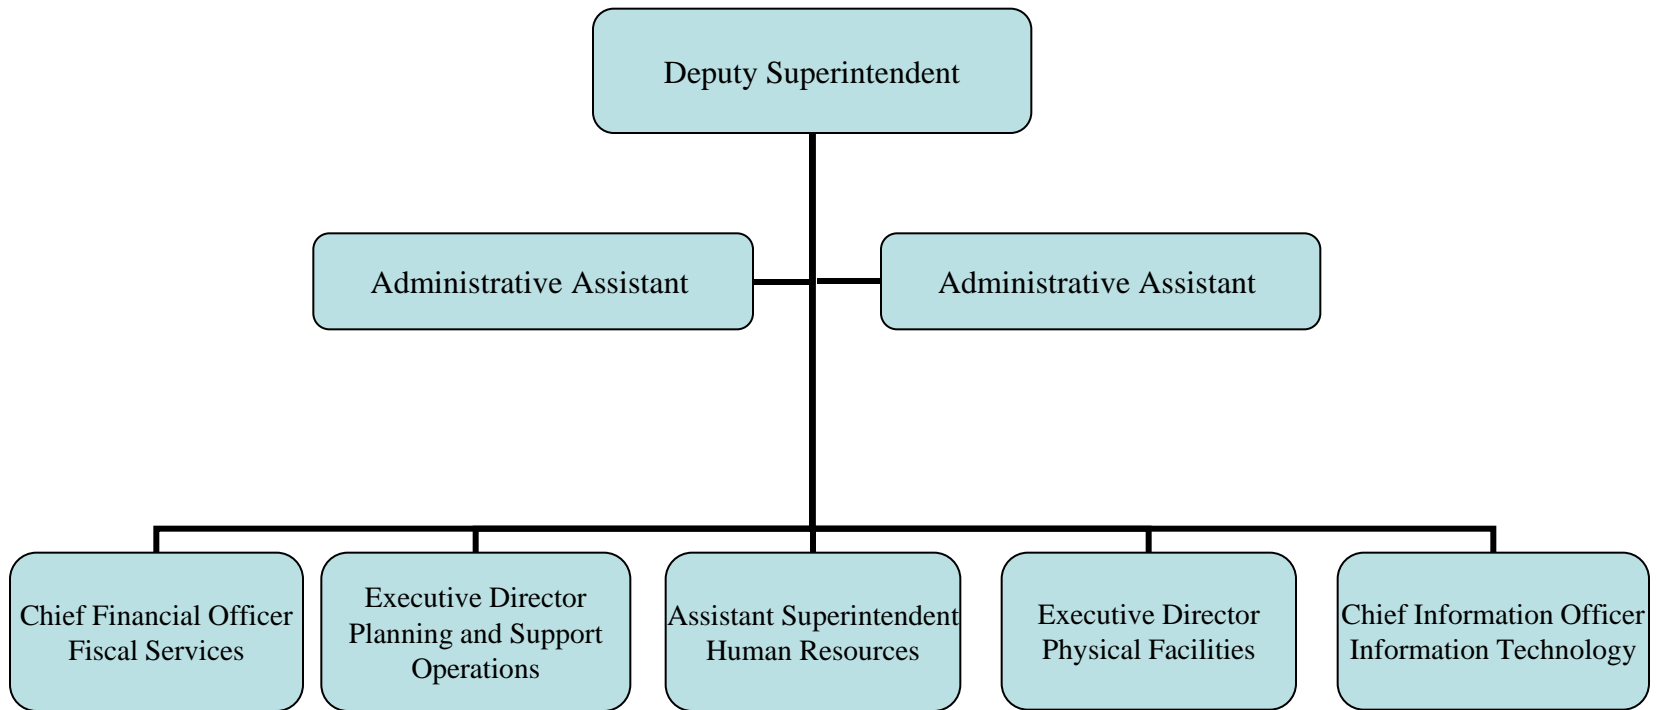 Deputy Superintendent
Administrative Assistant
Administrative Assistant
Chief Financial Officer
Fiscal Services
Executive Director
Planning and Support
Operations
Assistant Superintendent
Human Resources
Executive Director
Physical Facilities
Chief Information Officer
Information Technology